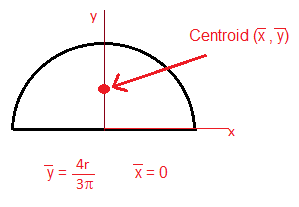 y
Centroid (x̅ , y̅)
x
y̅ = 4r/3π x̅ = 0